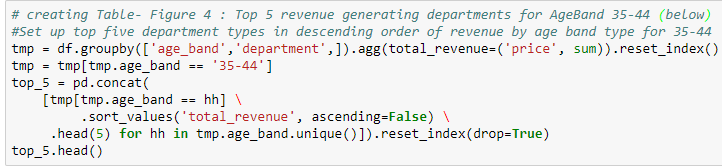 # creating Table- Figure 4 : Top 5 revenue generating departments for AgeBand 35-44 (below)
#Set up top five department types in descending order of revenue by age band type for 35-44
tmp = df.groupby(['age_band','department',]).agg(total_revenue=('price', sum)).reset_index()
tmp = tmp[tmp.age_band == '35-44']
top_5 = pd.concat(
    [tmp[tmp.age_band == hh] \
         .sort_values('total_revenue', ascending=False) \
     .head(5) for hh in tmp.age_band.unique()]).reset_index(drop=True)
top_5.head()